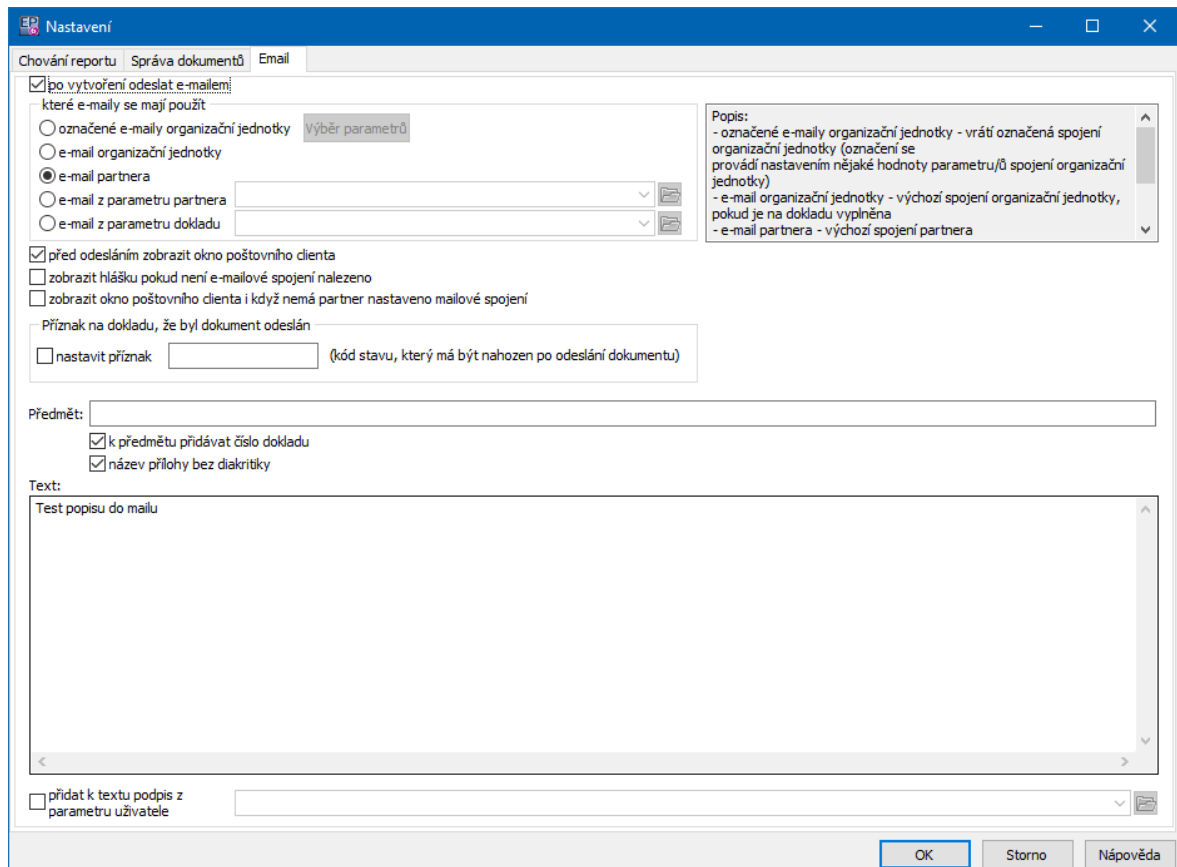 Nastavení
Chování reportu Správa dokumentů Email
po vytvoření odeslat e-mailem
které e-maily se mají použít
označené e-maily organizační jednotky Výběr parametrů
e-mail organizační jednotky
e-mail partnera
e-mail z parametru partnera
e-mail z parametru dokladu
Popis:
- označené e-maily organizační jednotky - vrátí označená spojení
organizační jednotky (označení se
provádí nastavením nějaké hodnoty parametru/ů spojení organizační
jednotky)
- e-mail organizační jednotky - výchozí spojení organizační jednotky,
pokud je na dokladu vyplněna
- e-mail partnera - výchozí spojení partnera
před odesláním zobrazit okno poštovního clienta
zobrazit hlášku pokud není e-mailové spojení nalezeno
zobrazit okno poštovního clienta i když nemá partner nastaveno mailové spojení
Příznak na dokladu, že byl dokument odeslán
nastavit příznak (kód stavu, který má být nahozen po odeslání dokumentu)
Předmět:
k předmětu přidávat číslo dokladu
název přílohy bez diakritiky
Text:
Test popisu do mailu
přidat k textu podpis z
parametru uživatele
OK Storno Nápověda